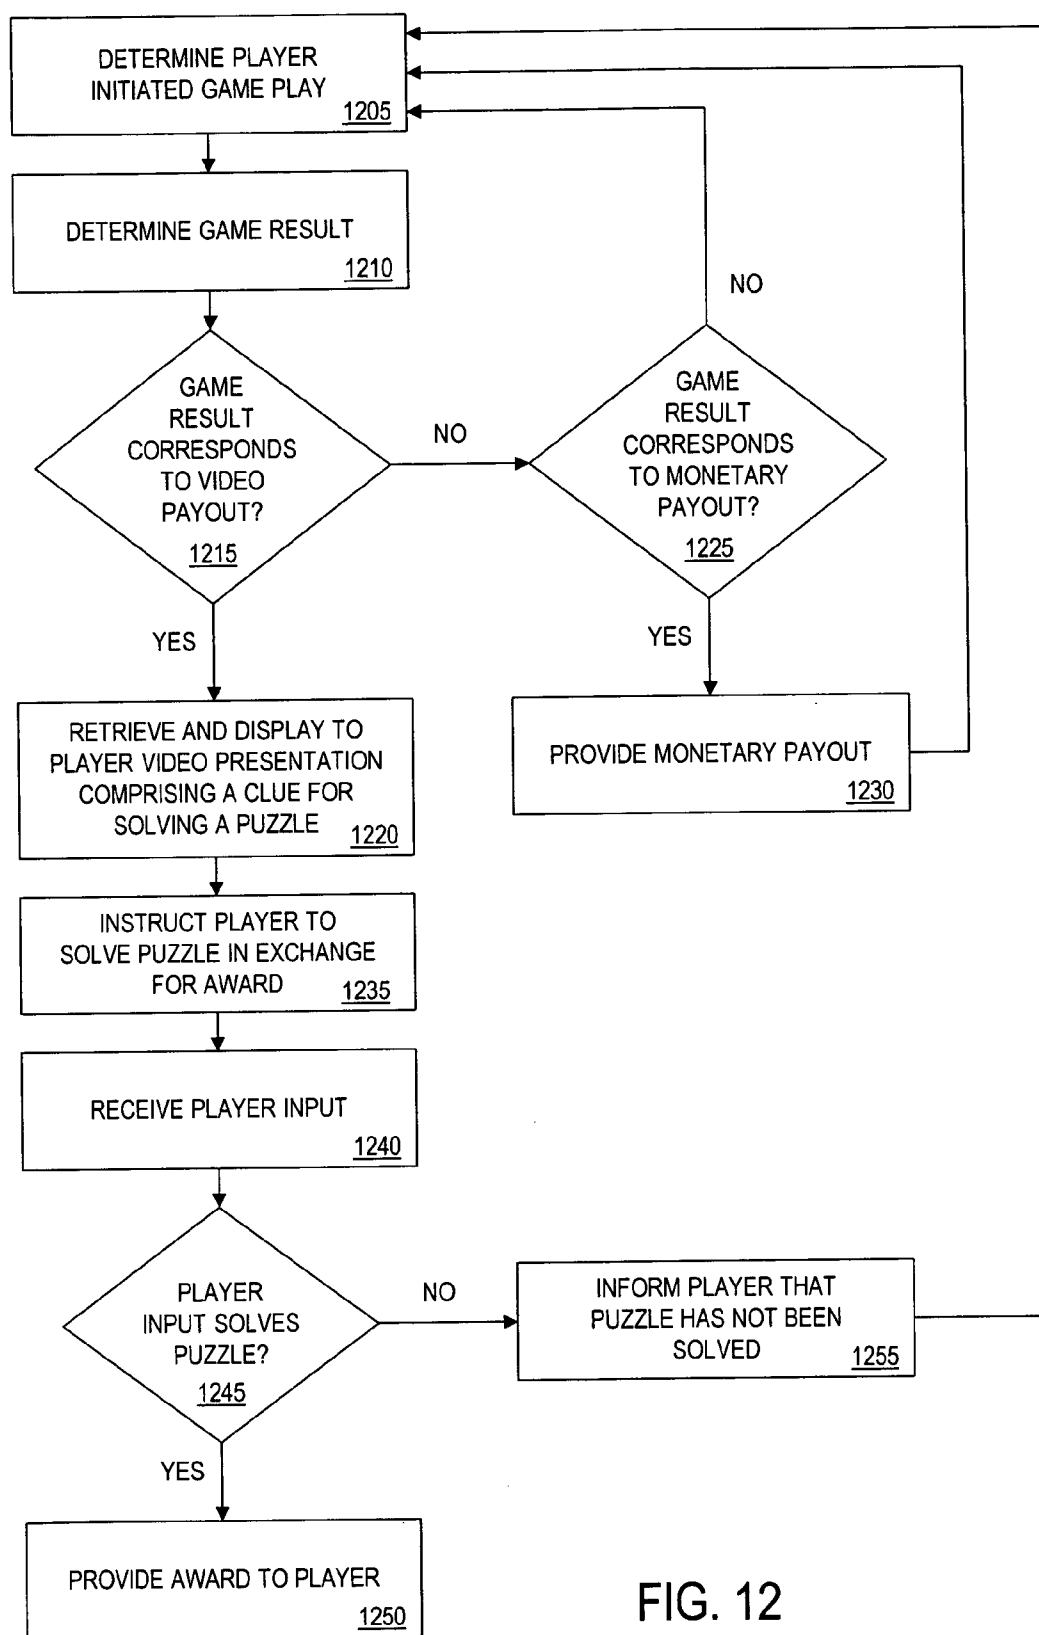 DETERMINE PLAYER
INITIATED GAME PLAY
1205
DETERMINE GAME RESULT
1210
GAME
RESULT
CORRESPONDS
TO VIDEO
PAYOUT?
1215
NO
GAME
RESULT
CORRESPONDS
TO MONETARY
PAYOUT?
1225
NO
YES
YES
RETRIEVE AND DISPLAY TO
PLAYER VIDEO PRESENTATION
COMPRISING A CLUE FOR
SOLVING A PUZZLE
1220
PROVIDE MONETARY PAYOUT
1230
INSTRUCT PLAYER TO
SOLVE PUZZLE IN EXCHANGE
FOR AWARD
1235
RECEIVE PLAYER INPUT
1240
PLAYER
INPUT SOLVES
PUZZLE?
1245
NO
INFORM PLAYER THAT
PUZZLE HAS NOT BEEN
SOLVED
1255
YES
PROVIDE AWARD TO PLAYER
1250
FIG. 12